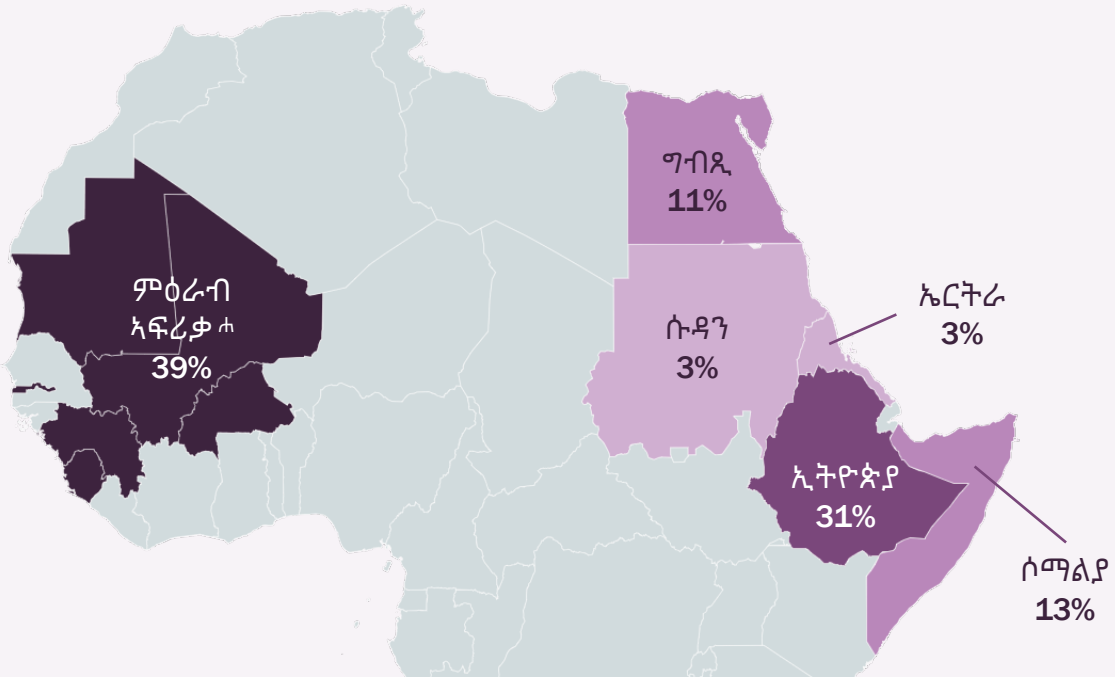 ግብጺ
11%
ምዕራብ
ኣፍሪቃ ሐ
39%
ሱዳን
3%
ኤርትራ
3%
ኢትዮጵያ
31%
ሶማልያ
13%